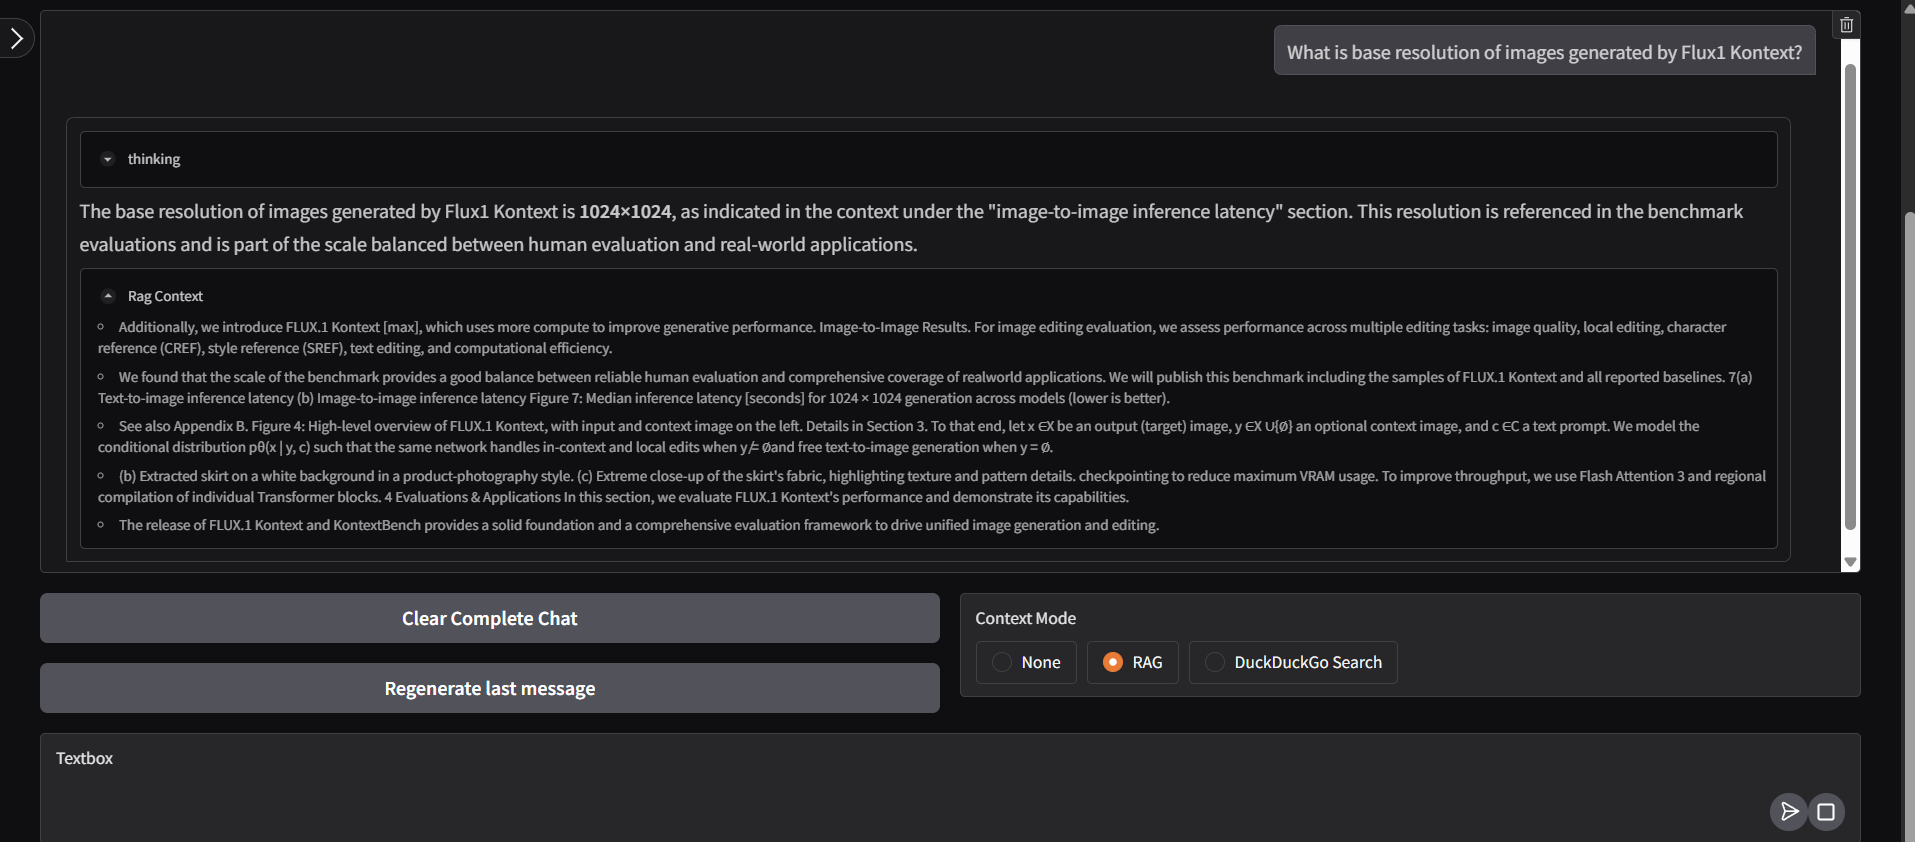 What is base resolution of images generated by Flux1 Kontext?
thinking
The base resolution of images generated by Flux1 Kontext is 1024×1024, as indicated in the context under the "image-to-image inference latency" section. This resolution is referenced in the benchmark
evaluations and is part of the scale balanced between human evaluation and real-world applications.
Rag Context
Additionally, we introduce FLUX.1 Kontext [max], which uses more compute to improve generative performance. Image-to-Image Results. For image editing evaluation, we assess performance across multiple editing tasks: image quality, local editing, character
reference (CREF), style reference (SREF), text editing, and computational efficiency.
We found that the scale of the benchmark provides a good balance between reliable human evaluation and comprehensive coverage of realworld applications. We will publish this benchmark including the samples of FLUX.1 Kontext and all reported baselines. 7(a)
Text-to-image inference latency (b) Image-to-image inference latency Figure 7: Median inference latency [seconds] for 1024 × 1024 generation across models (lower is better).
See also Appendix B. Figure 4: High-level overview of FLUX.1 Kontext, with input and context image on the left. Details in Section 3. To that end, let x ∈X be an output (target) image, y ∈X ∪{∅} an optional context image, and c ∈C a text prompt. We model the
conditional distribution pθ(x | y, c) such that the same network handles in-context and local edits when y ̸= ∅and free text-to-image generation when y = ∅.
(b) Extracted skirt on a white background in a product-photography style. (c) Extreme close-up of the skirt's fabric, highlighting texture and pattern details. checkpointing to reduce maximum VRAM usage. To improve throughput, we use Flash Attention 3 and regional
compilation of individual Transformer blocks. 4 Evaluations & Applications In this section, we evaluate FLUX.1 Kontext's performance and demonstrate its capabilities.
The release of FLUX.1 Kontext and KontextBench provides a solid foundation and a comprehensive evaluation framework to drive unified image generation and editing.
Clear Complete Chat
Regenerate last message
Context Mode
None
RAG
DuckDuckGo Search
Textbox